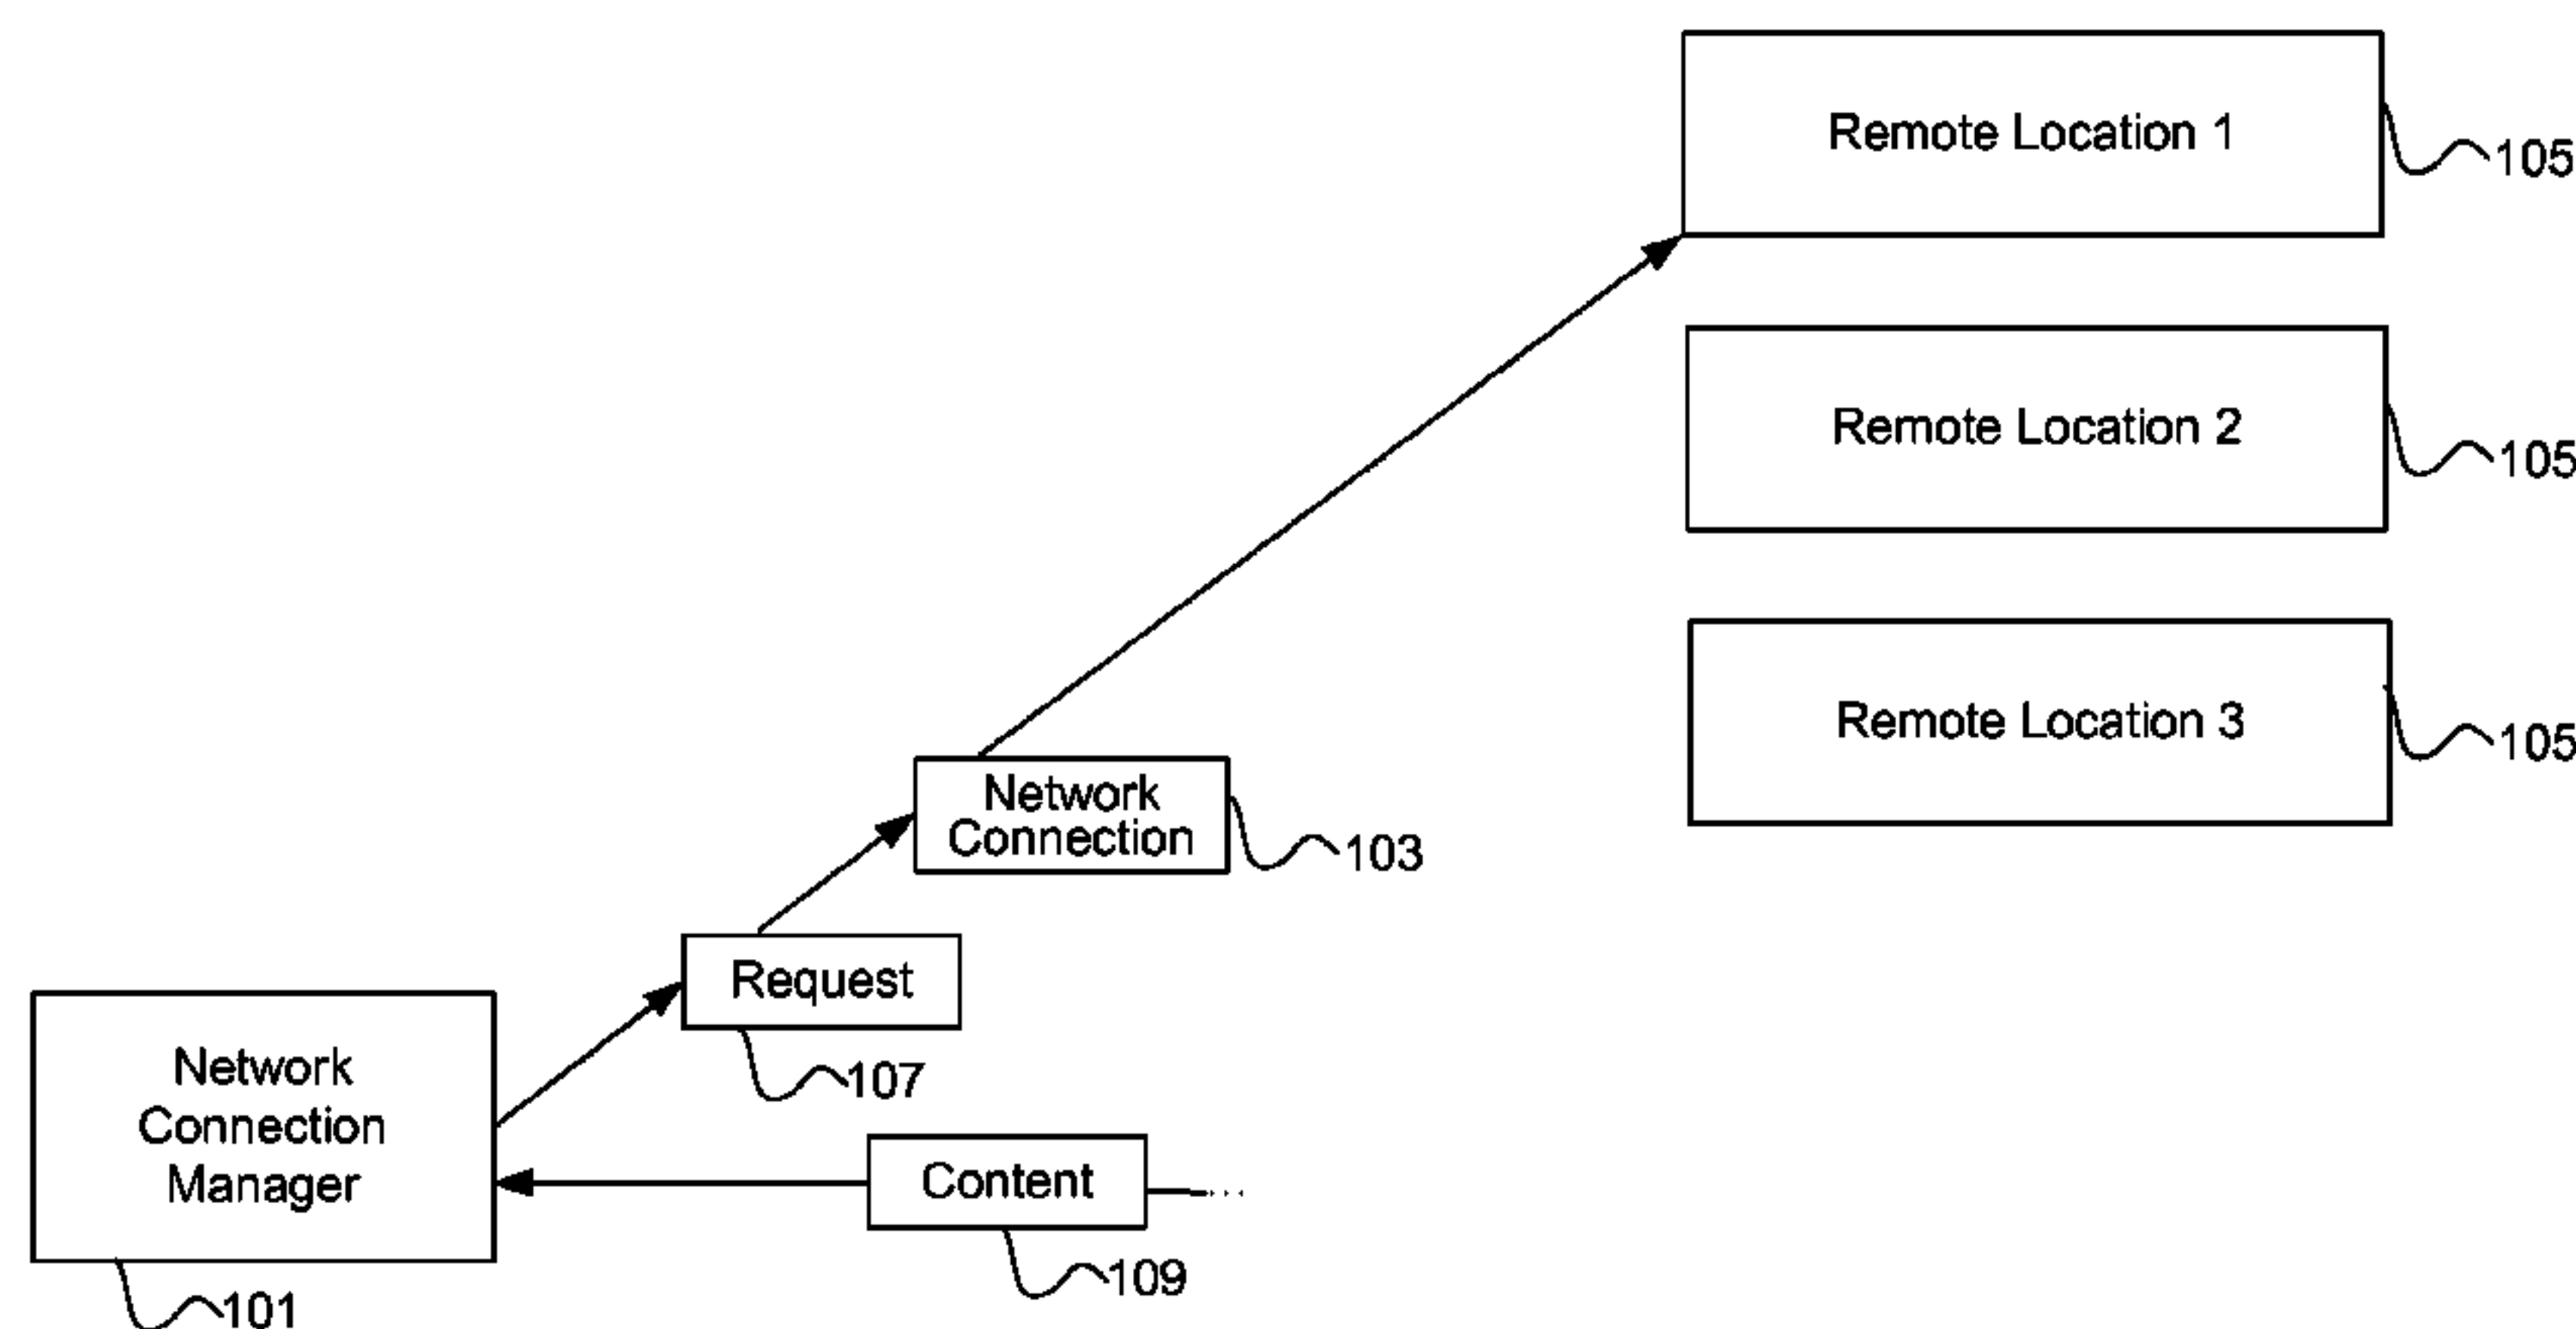 Remote Location 1
105
Remote Location 2
105
Remote Location 3
105
Network
Connection
103
Request
107
Network
Connection
Manager
101
Content
109